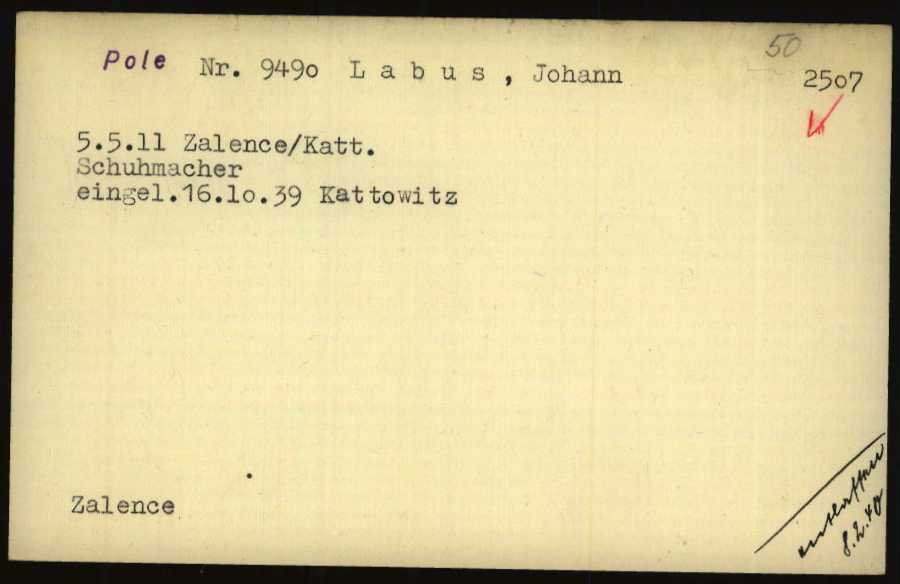 50
Pole Nr. 949o L a b u s , Johann 25o7
5.5.11 Zalence/Katt.
Schuhmacher
eingel.16.1o.39 Kattowitz
Zalence
entlassen
8.2.40